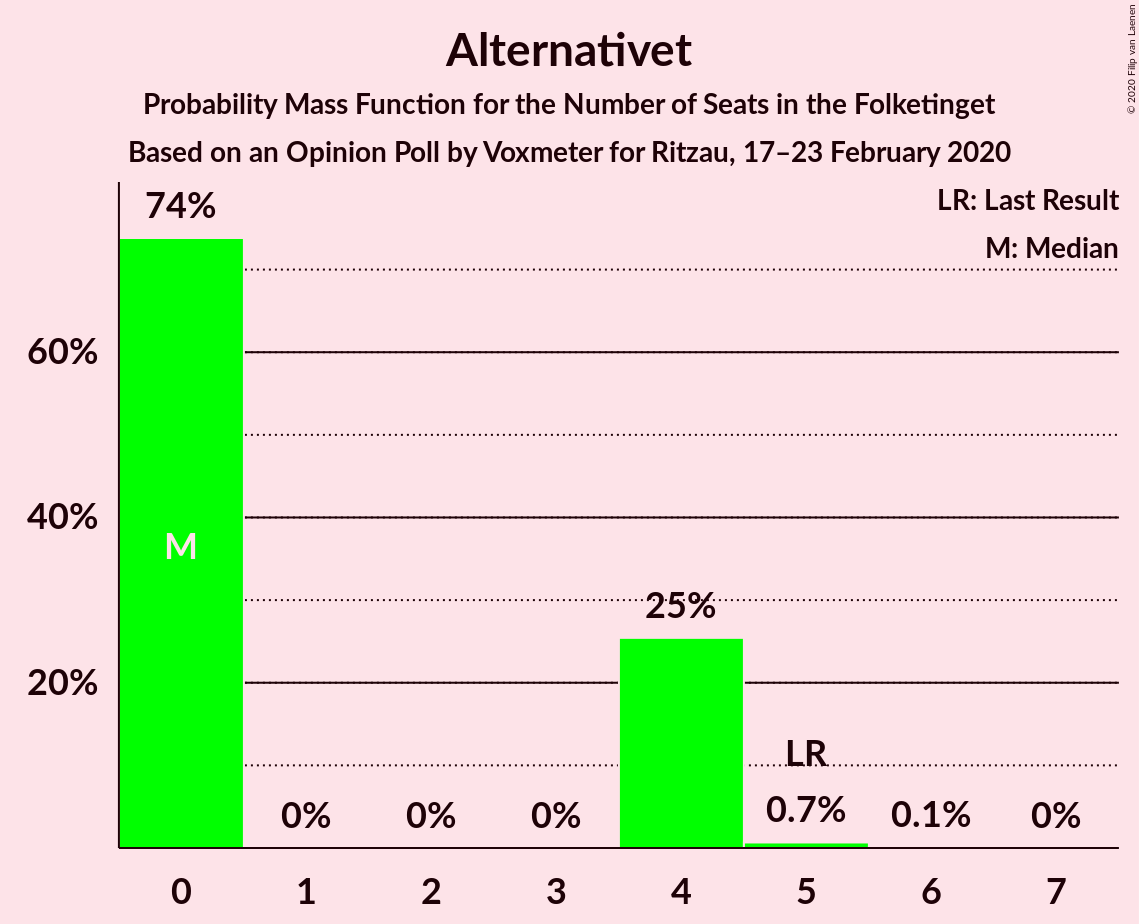 Alternativet
Probability Mass Function for the Number of Seats in the Folketinget
Based on an Opinion Poll by Voxmeter for Ritzau, 17–23 February 2020
© 2020 Filip van Laenen
LR: Last Result
M: Median
74%
60%
40%
20%
M
0%
0%
0%
25%
LR
0.7%
0.1%
0%
0
1
2
3
4
5
6
7